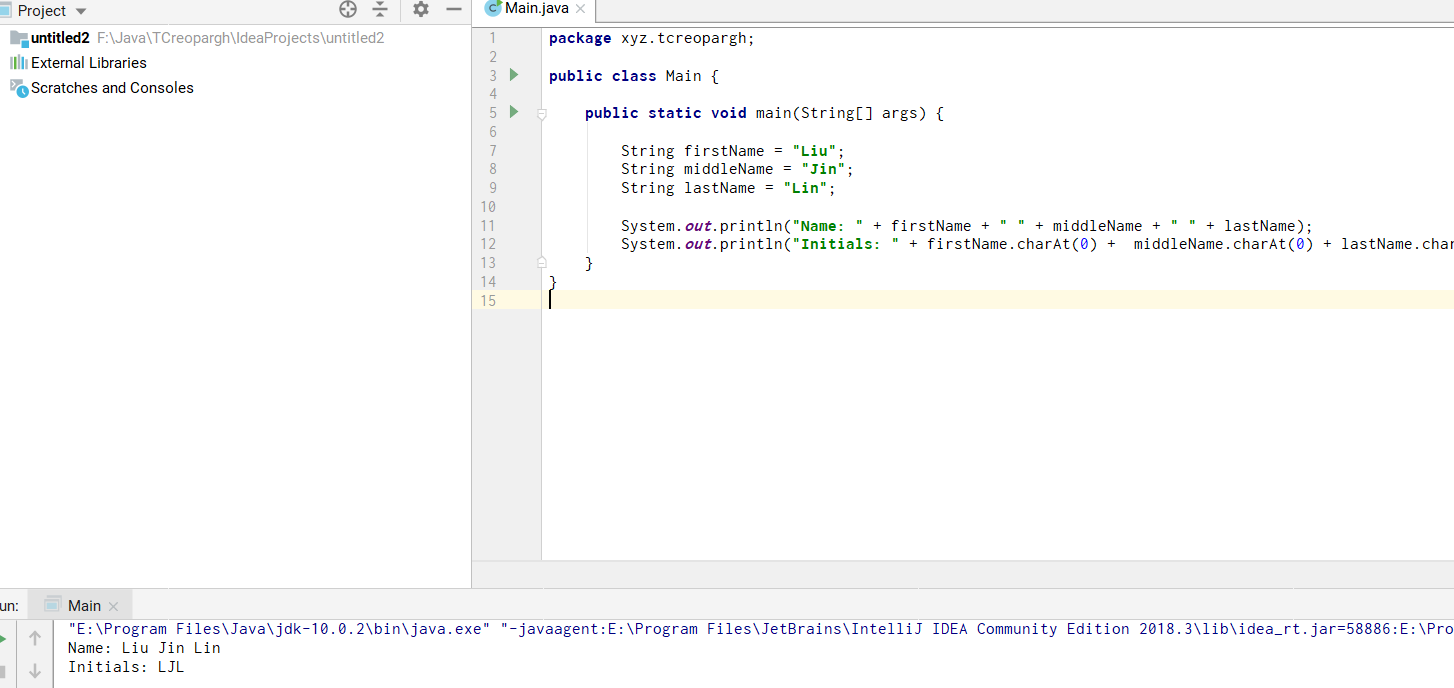 Project
Main.java
untitled2 F:\Java\TCreopargh\IdeaProjects\untitled2
External Libraries
Scratches and Consoles
1 package xyz.tcreopargh;
2
3 public class Main {
4
5 public static void main(String[] args) {
6
7 String firstName = "Liu";
8 String middleName = "Jin";
9 String lastName = "Lin";
10
11 System.out.println("Name: " + firstName + " " + middleName + " " + lastName);
12 System.out.println("Initials: " + firstName.charAt(0) +  middleName.charAt(0) + lastName.char
13 }
14 }
15
un: Main
"E:\Program Files\Java\jdk-10.0.2\bin\java.exe" "-javaagent:E:\Program Files\JetBrains\IntelliJ IDEA Community Edition 2018.3\lib\idea_rt.jar=58886:E:\Pro
Name: Liu Jin Lin
Initials: LJL